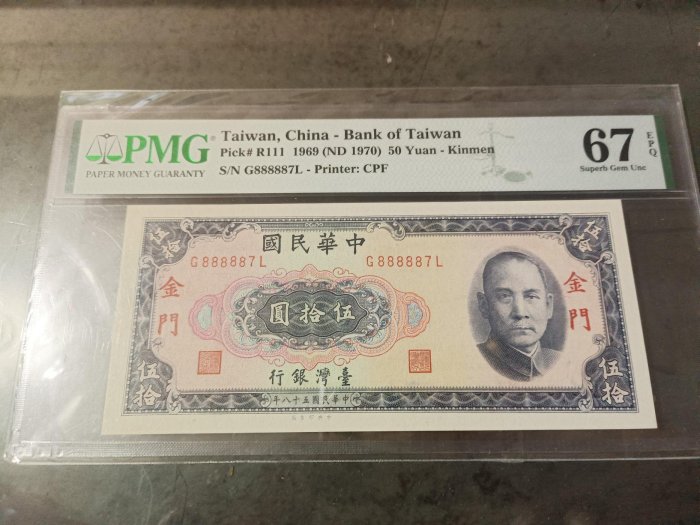 PMG
PAPER MONEY GUARANTY
Taiwan, China - Bank of Taiwan
Pick# R111 1969 (ND 1970) 50 Yuan - Kinmen
S/N G888887L - Printer: CPF
67 EPQ
Superb Gem Unc
國民華中
G888887L
G888887L
伍拾
伍拾
金門
金門
圓拾伍
行銀灣臺
年八十五國民華中
伍拾
伍拾